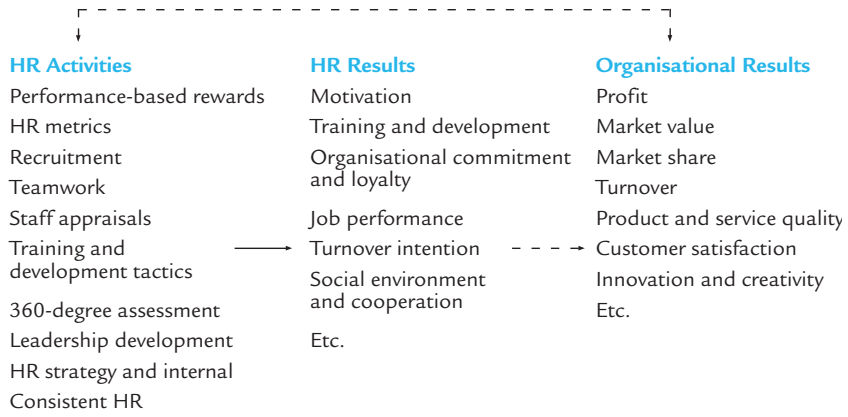 HR Activities
Performance-based rewards
HR metrics
Recruitment
Teamwork
Staff appraisals
Training and
development tactics
360-degree assessment
Leadership development
HR strategy and internal
Consistent HR
HR Results
Motivation
Training and development
Organisational commitment
and loyalty
Job performance
Turnover intention
Social environment
and cooperation
Etc.
Organisational Results
Profit
Market value
Market share
Turnover
Product and service quality
Customer satisfaction
Innovation and creativity
Etc.